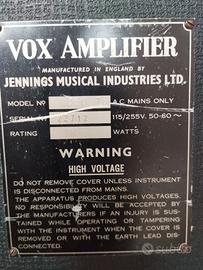 VOX AMPLIFIER
MANUFACTURED IN ENGLAND BY
JENNINGS MUSICAL INDUSTRIES LTD.
MODEL No A.C MAINS ONLY
SERIAL No 115/255V. 50-60~
RATING WATTS
WARNING
HIGH VOLTAGE
DO NOT REMOVE COVER UNLESS INSTRUMENT
IS DISCONNECTED FROM MAINS.
THE APPARATUS PRODUCES HIGH VOLTAGES.
NO RESPONSIBILITY WILL BE ACCEPTED BY
THE MANUFACTURERS IF AN INJURY IS SUS-
TAINED WHILE OPERATING OR TAMPERING
WITH THE INSTRUMENT WHEN THE COVER IS
REMOVED OR WITH THE EARTH LEAD DIS-
CONNECTED.
subito